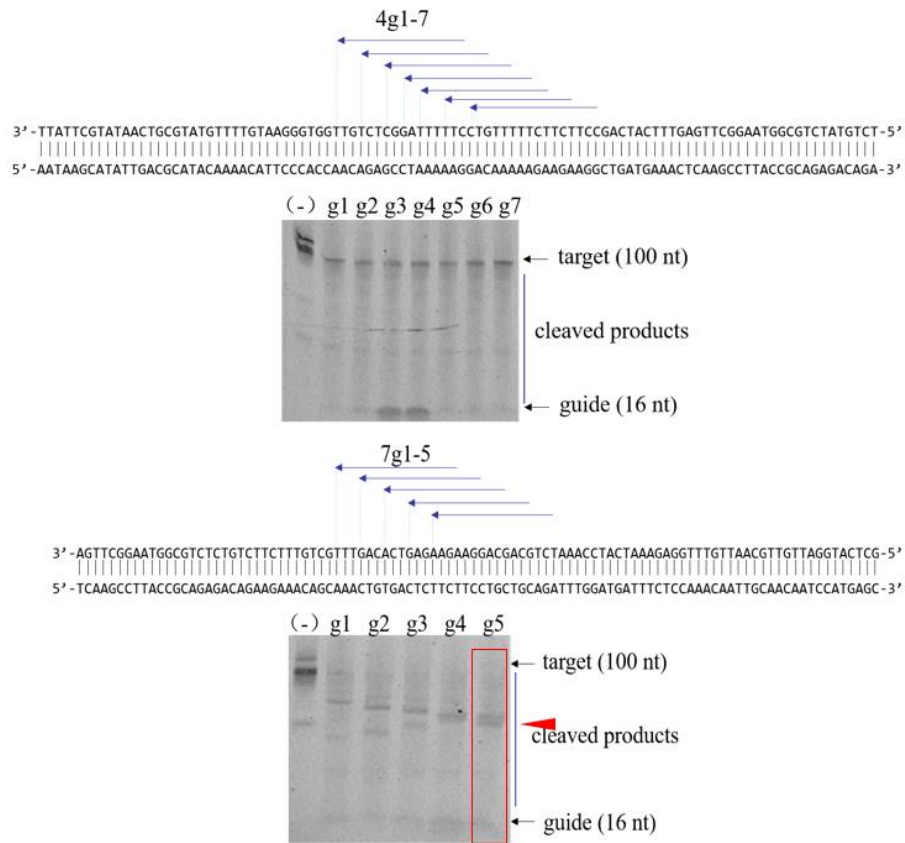 4g1-7
3’-TTATTCGTATAACTGCGTATGTTTTGTAAGGGTGGTTGTCTCGGATTTTTCCTGTTTTTCTTCTTCCGACTACTTTGAGTTCGGAATGGCGTCTATGTCT-5’
5’-AATAAGCATATTGACGCATACAAAACATTCCCACCAACAGAGCCTAAAAAGGACAAAAAGAAGAAGGCTGATGAAACTCAAGCCTTACCGCAGAGACAGA-3’
(-) g1 g2 g3 g4 g5 g6 g7
target (100 nt)
cleaved products
guide (16 nt)
7g1-5
3’-AGTTCGGAATGGCGTCTCTGTCTTCTTTGTCGTTTGACACTGAGAAGAAGGACGACGTCTAAACCTACTAAAGAGGTTTGTTAACGTTGTTAGGTACTCG-5’
5’-TCAAGCCTTACCGCAGAGACAGAAGAAACAGCAAACTGTGACTCTTCTTCCTGCTGCAGATTTGGATGATTTCTCCAAACAATTGCAACAATCCATGAGC-3’
(-) g1 g2 g3 g4 g5
target (100 nt)
cleaved products
guide (16 nt)